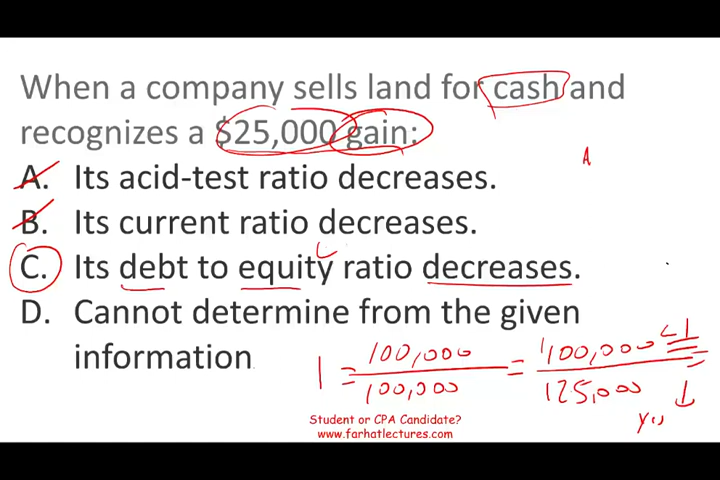 When a company sells land for cash and
recognizes a $25,000 gain:
A
A. Its acid-test ratio decreases.
B. Its current ratio decreases.
C. Its debt to equity ratio decreases.
D. Cannot determine from the given
information
1 = 100,000 / 100,000 = 100,000 / 125,000 < 1
Student or CPA Candidate?
www.farhatlectures.com